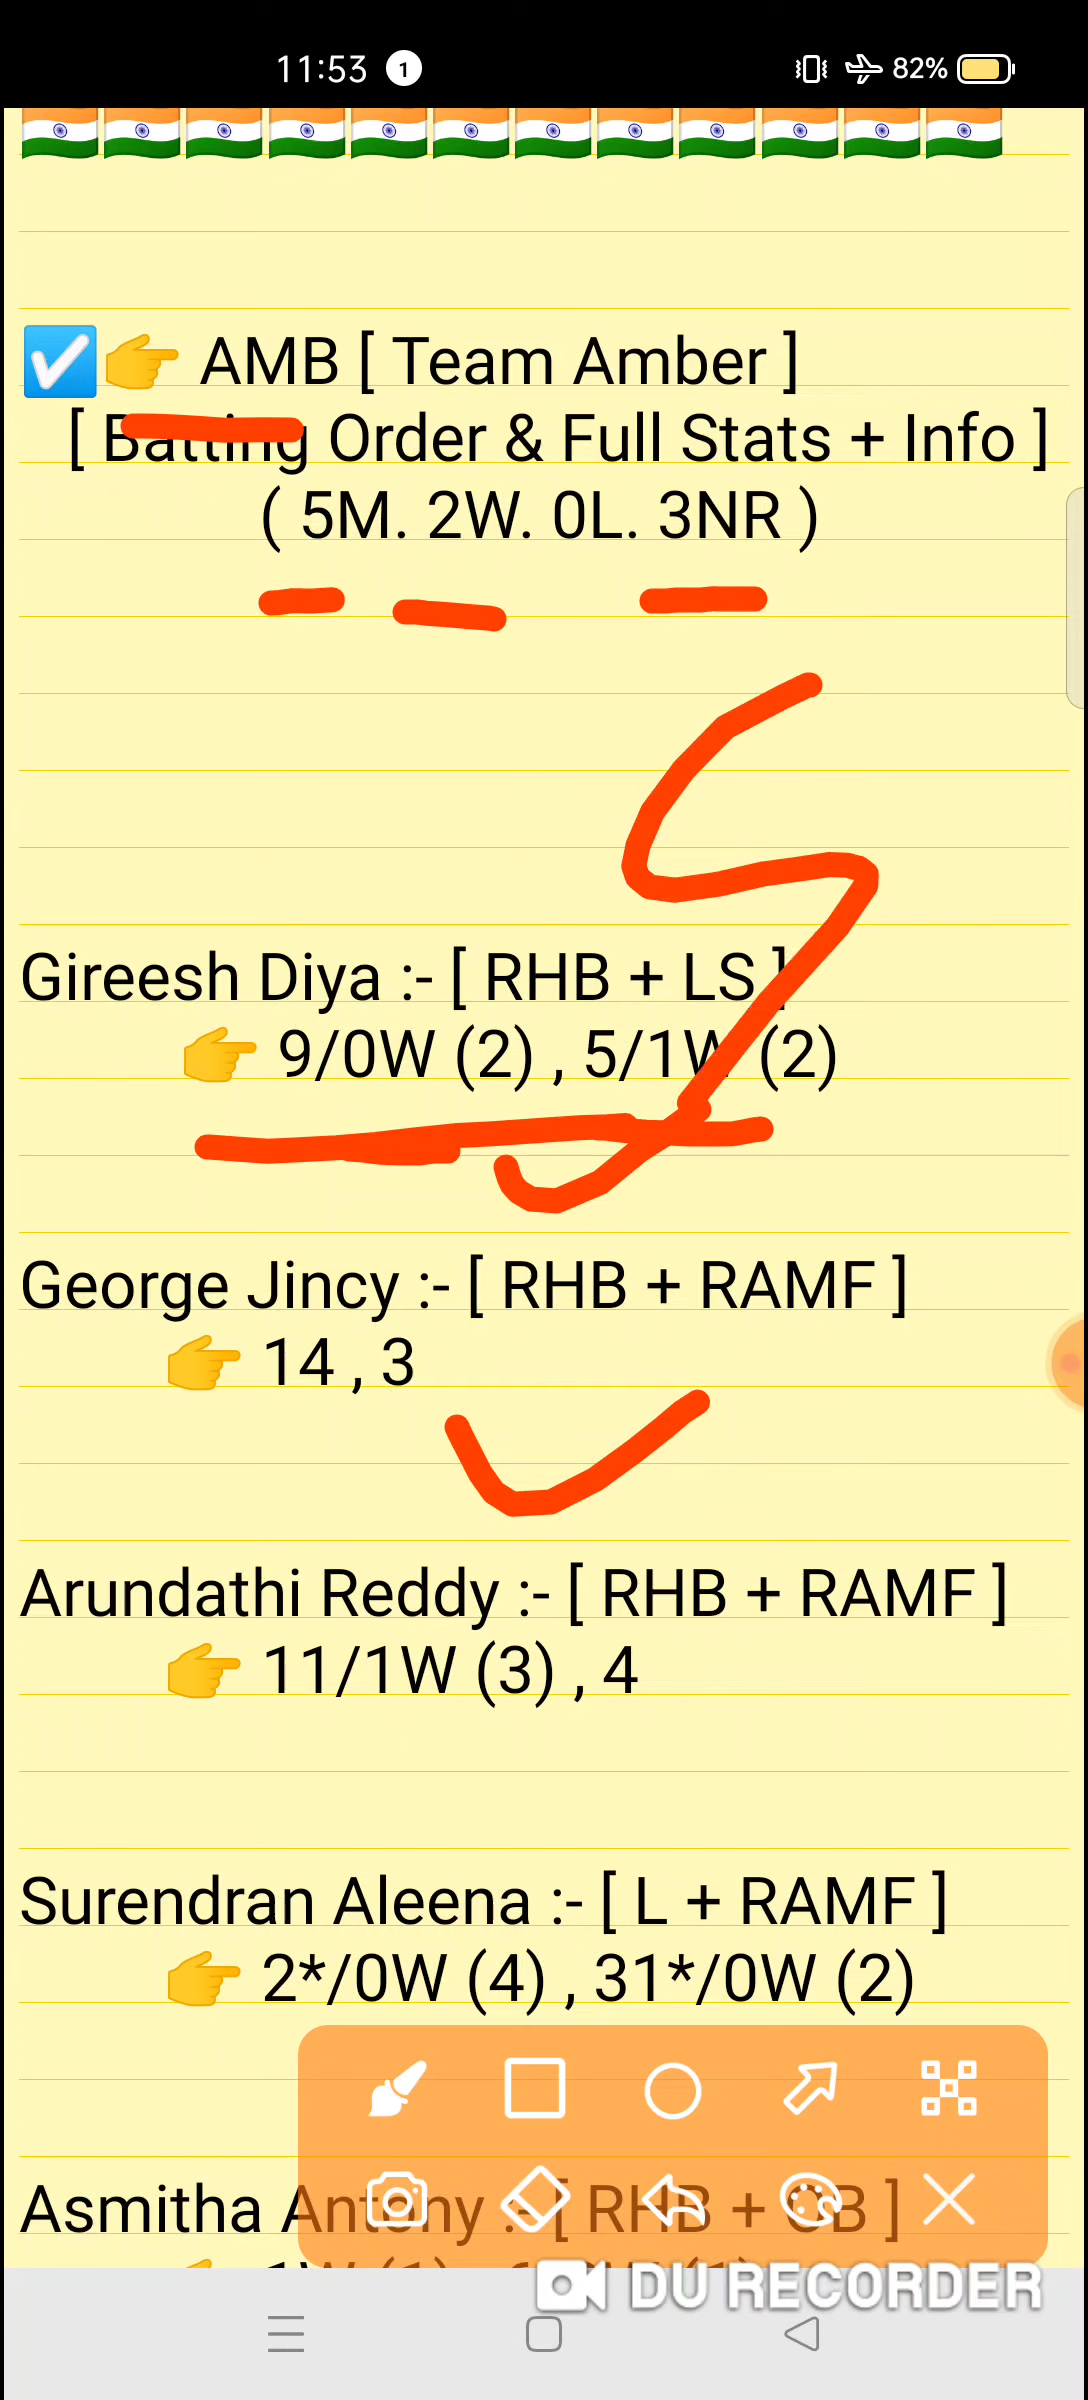 11:53 1 82%
AMB [ Team Amber ]
[ Batting Order & Full Stats + Info ]
( 5M. 2W. 0L. 3NR )
Gireesh Diya :- [ RHB + LS ]
9/0W (2) , 5/1W (2)
George Jincy :- [ RHB + RAMF ]
14 , 3
Arundathi Reddy :- [ RHB + RAMF ]
11/1W (3) , 4
Surendran Aleena :- [ L + RAMF ]
2*/0W (4) , 31*/0W (2)
Asmitha Antony :- [ RHB + OB ]
DU RECORDER